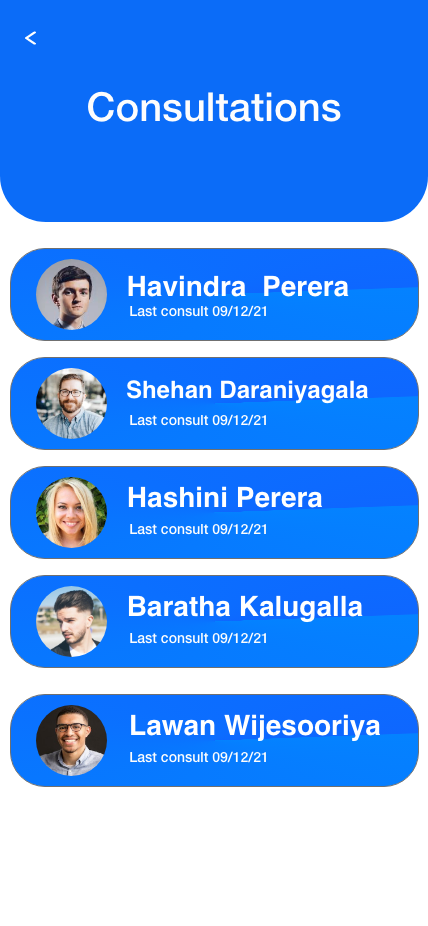 <
Consultations
Havindra  Perera
Last consult 09/12/21
Shehan Daraniyagala
Last consult 09/12/21
Hashini Perera
Last consult 09/12/21
Baratha Kalugalla
Last consult 09/12/21
Lawan Wijesooriya
Last consult 09/12/21